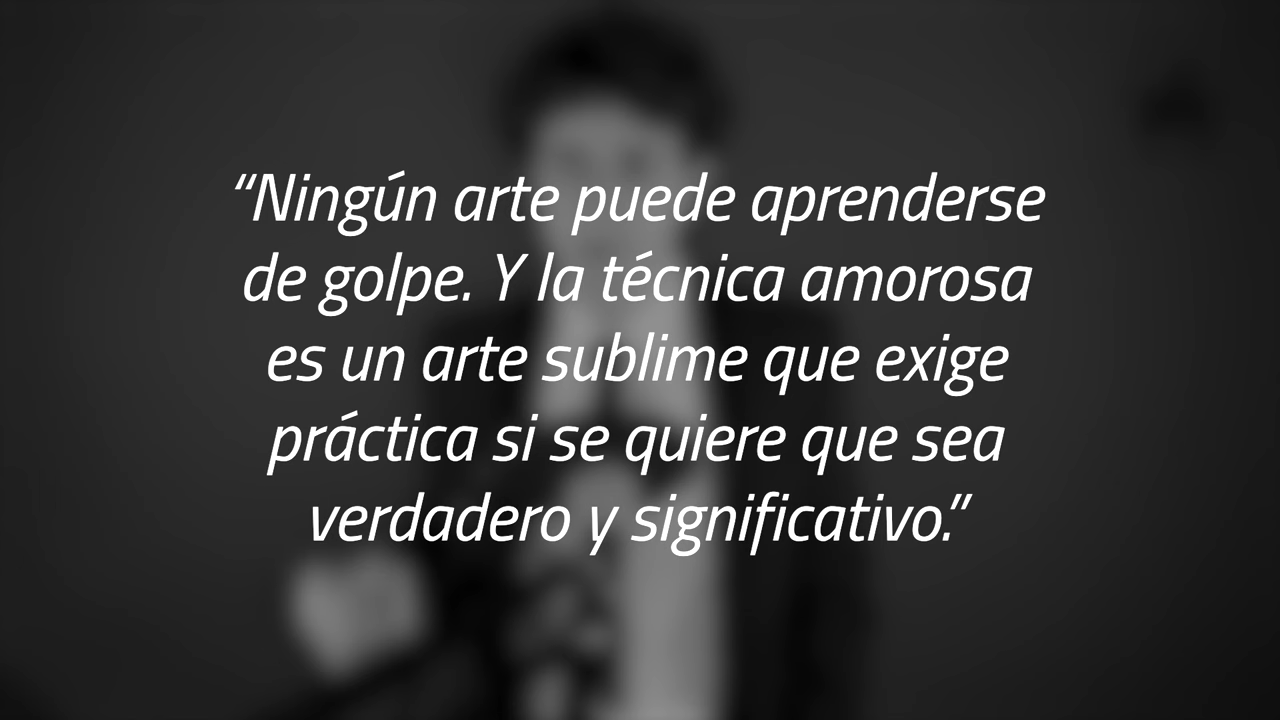 “Ningún arte puede aprenderse
de golpe. Y la técnica amorosa
es un arte sublime que exige
práctica si se quiere que sea
verdadero y significativo.”